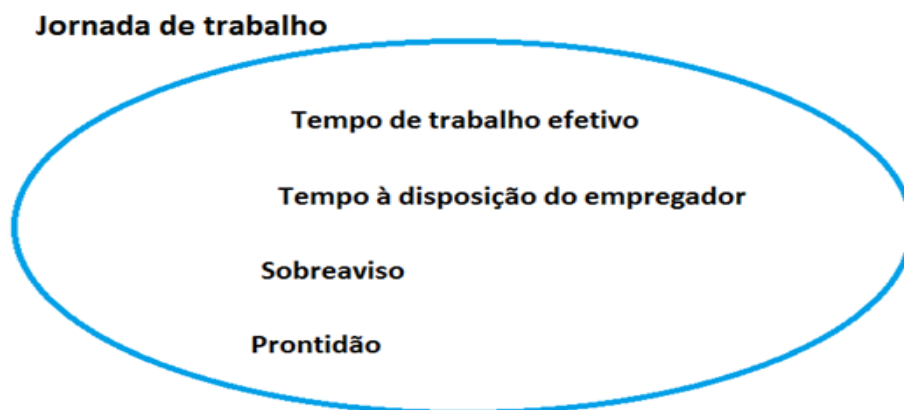 Jornada de trabalho
Tempo de trabalho efetivo
Tempo à disposição do empregador
Sobreaviso
Prontidão